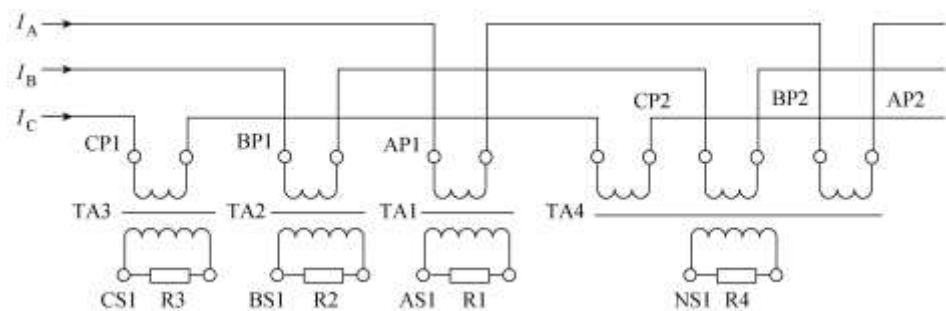 I_A
I_B
I_C
CP2 BP2 AP2
CP1 BP1 AP1
TA3 TA2 TA1 TA4
CS1 R3 BS1 R2 AS1 R1 NS1 R4